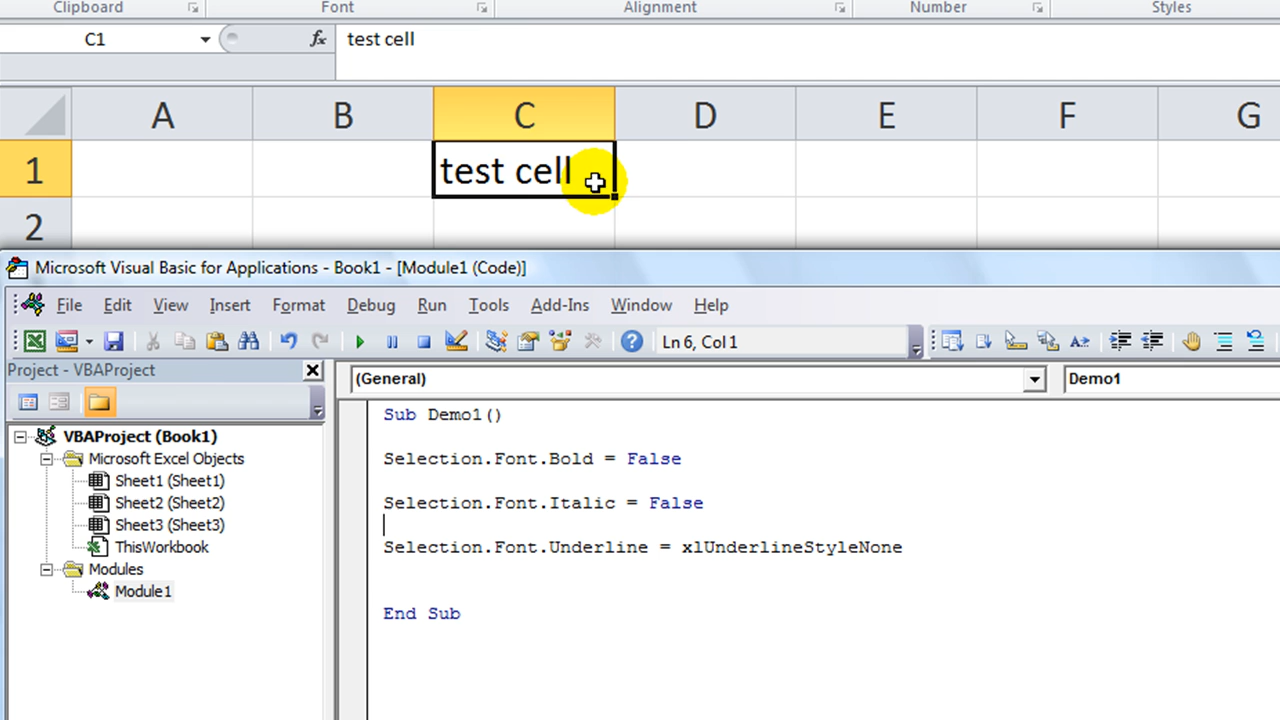 Clipboard Font Alignment Number Styles
C1 fx test cell
A B C D E F G
1 test cell
2
Microsoft Visual Basic for Applications - Book1 - [Module1 (Code)]
File Edit View Insert Format Debug Run Tools Add-Ins Window Help
Ln 6, Col 1
Project - VBAProject
(General) Demo1
VBAProject (Book1)
Microsoft Excel Objects
Sheet1 (Sheet1)
Sheet2 (Sheet2)
Sheet3 (Sheet3)
ThisWorkbook
Modules
Module1
Sub Demo1()
Selection.Font.Bold = False
Selection.Font.Italic = False
Selection.Font.Underline = xlUnderlineStyleNone
End Sub